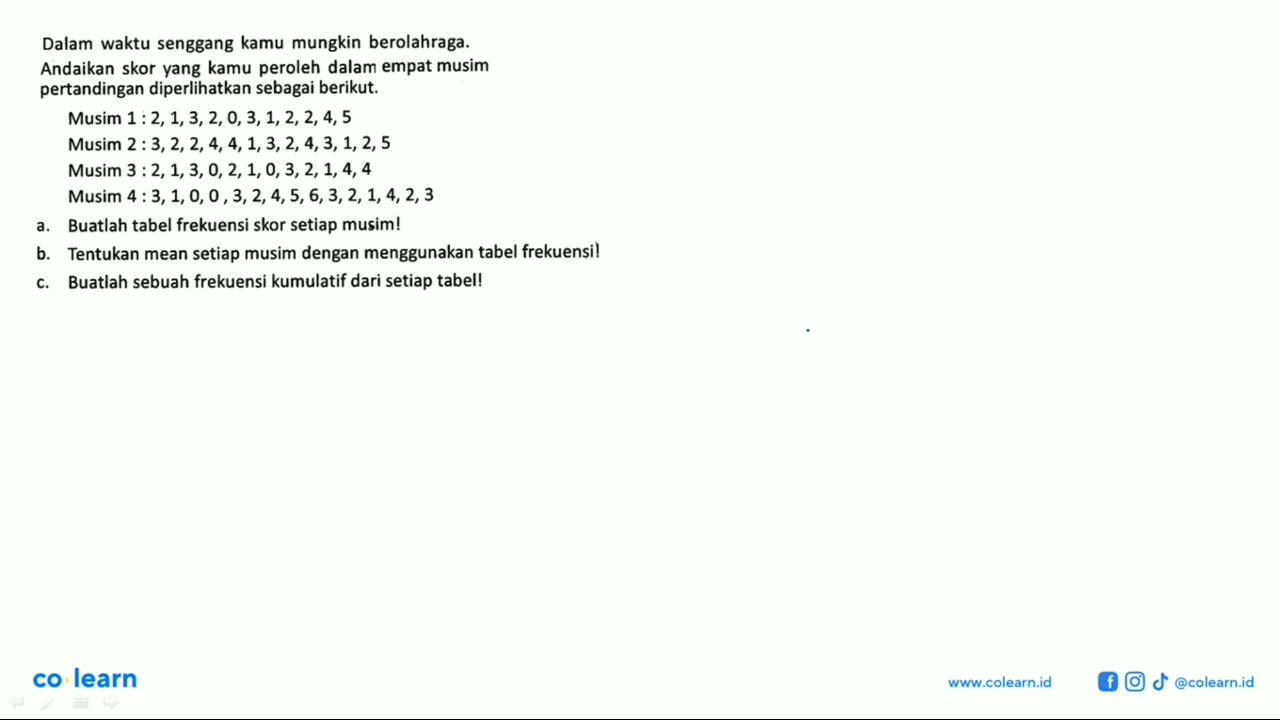 Dalam waktu senggang kamu mungkin berolahraga.
Andaikan skor yang kamu peroleh dalam empat musim
pertandingan diperlihatkan sebagai berikut.
Musim 1 : 2, 1, 3, 2, 0, 3, 1, 2, 2, 4, 5
Musim 2 : 3, 2, 2, 4, 4, 1, 3, 2, 4, 3, 1, 2, 5
Musim 3 : 2, 1, 3, 0, 2, 1, 0, 3, 2, 1, 4, 4
Musim 4 : 3, 1, 0, 0 , 3, 2, 4, 5, 6, 3, 2, 1, 4, 2, 3
a. Buatlah tabel frekuensi skor setiap musim!
b. Tentukan mean setiap musim dengan menggunakan tabel frekuensi!
c. Buatlah sebuah frekuensi kumulatif dari setiap tabel!
co learn
www.colearn.id
@colearn.id